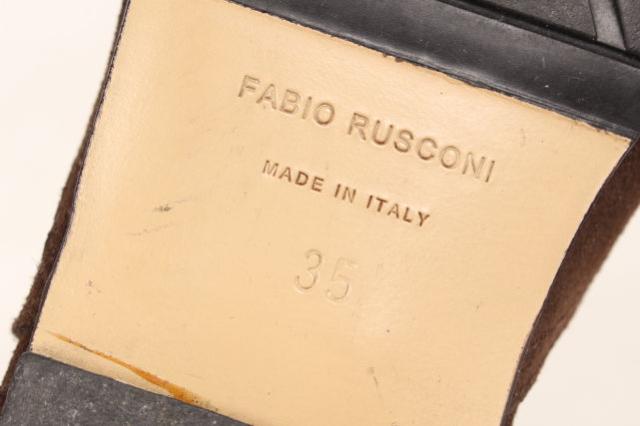 FABIO RUSCONI
MADE IN ITALY
35